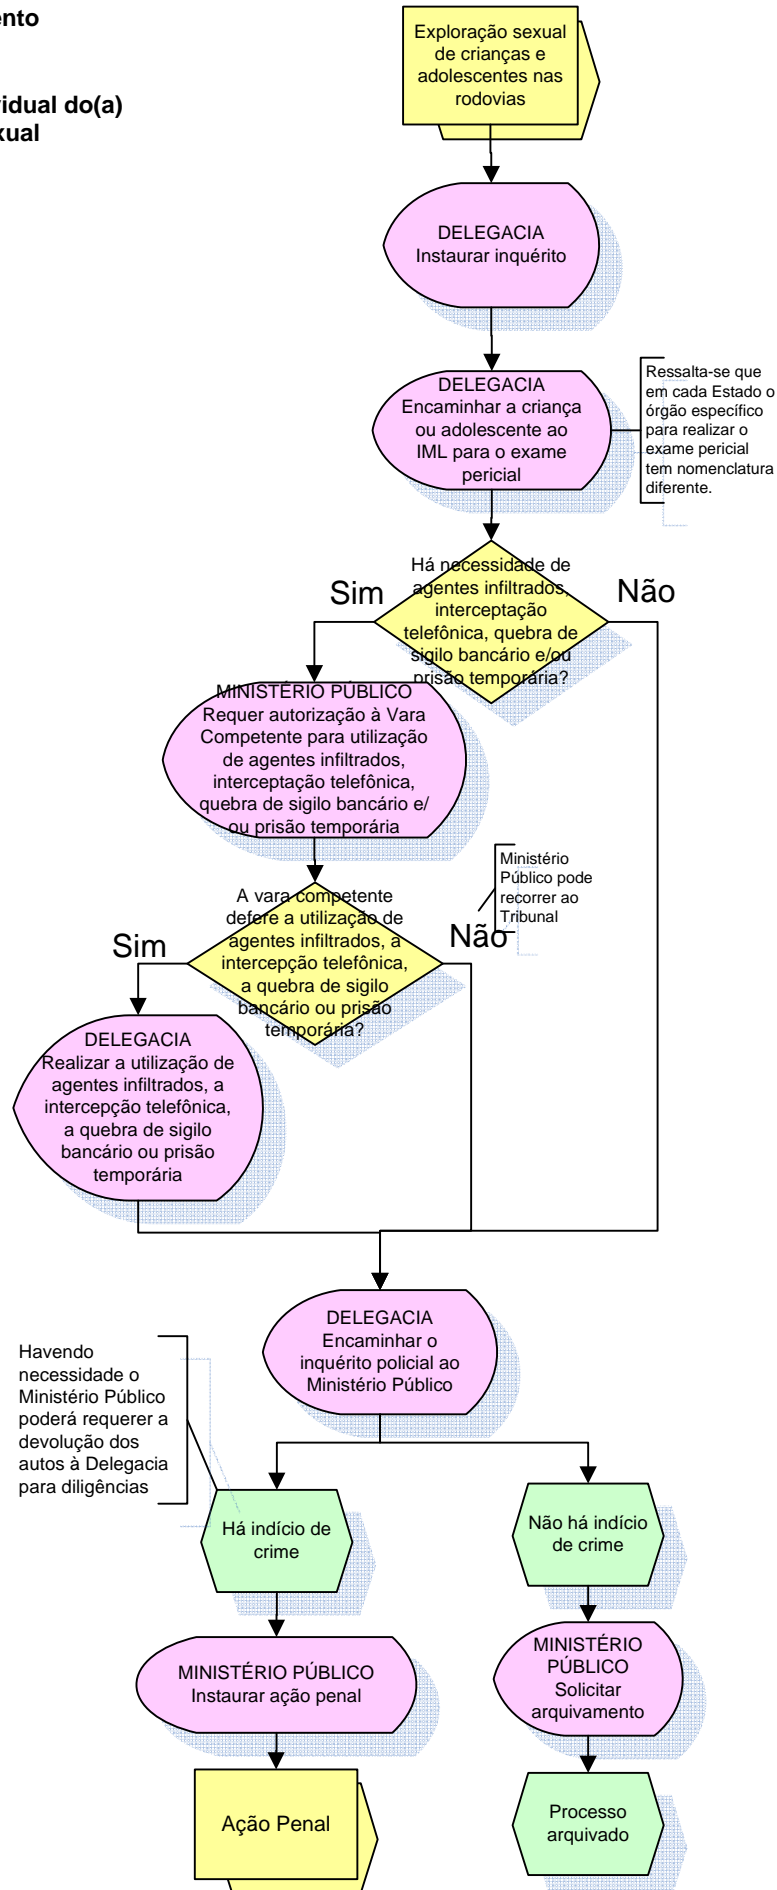 ento
vidual do(a)
xual
Exploração sexual
de crianças e
adolescentes nas
rodovias
DELEGACIA
Instaurar inquérito
DELEGACIA
Encaminhar a criança
ou adolescente ao
IML para o exame
pericial
Ressalta-se que
em cada Estado o
órgão específico
para realizar o
exame pericial
tem nomenclatura
diferente.
Há necessidade de
agentes infiltrados,
interceptação
telefônica, quebra de
sigilo bancário e/ou
prisão temporária?
Sim
Não
MINISTÉRIO PÚBLICO
Requer autorização à Vara
Competente para utilização
de agentes infiltrados,
interceptação telefônica,
quebra de sigilo bancário e/
ou prisão temporária
Ministério
Público pode
recorrer ao
Tribunal
A vara competente
defere a utilização de
agentes infiltrados, a
intercepção telefônica,
a quebra de sigilo
bancário ou prisão
temporária?
Sim
Não
DELEGACIA
Realizar a utilização de
agentes infiltrados, a
intercepção telefônica,
a quebra de sigilo
bancário ou prisão
temporária
DELEGACIA
Encaminhar o
inquérito policial ao
Ministério Público
Havendo
necessidade o
Ministério Público
poderá requerer a
devolução dos
autos à Delegacia
para diligências
Há indício de
crime
Não há indício
de crime
MINISTÉRIO PÚBLICO
Instaurar ação penal
MINISTÉRIO
PÚBLICO
Solicitar
arquivamento
Ação Penal
Processo
arquivado